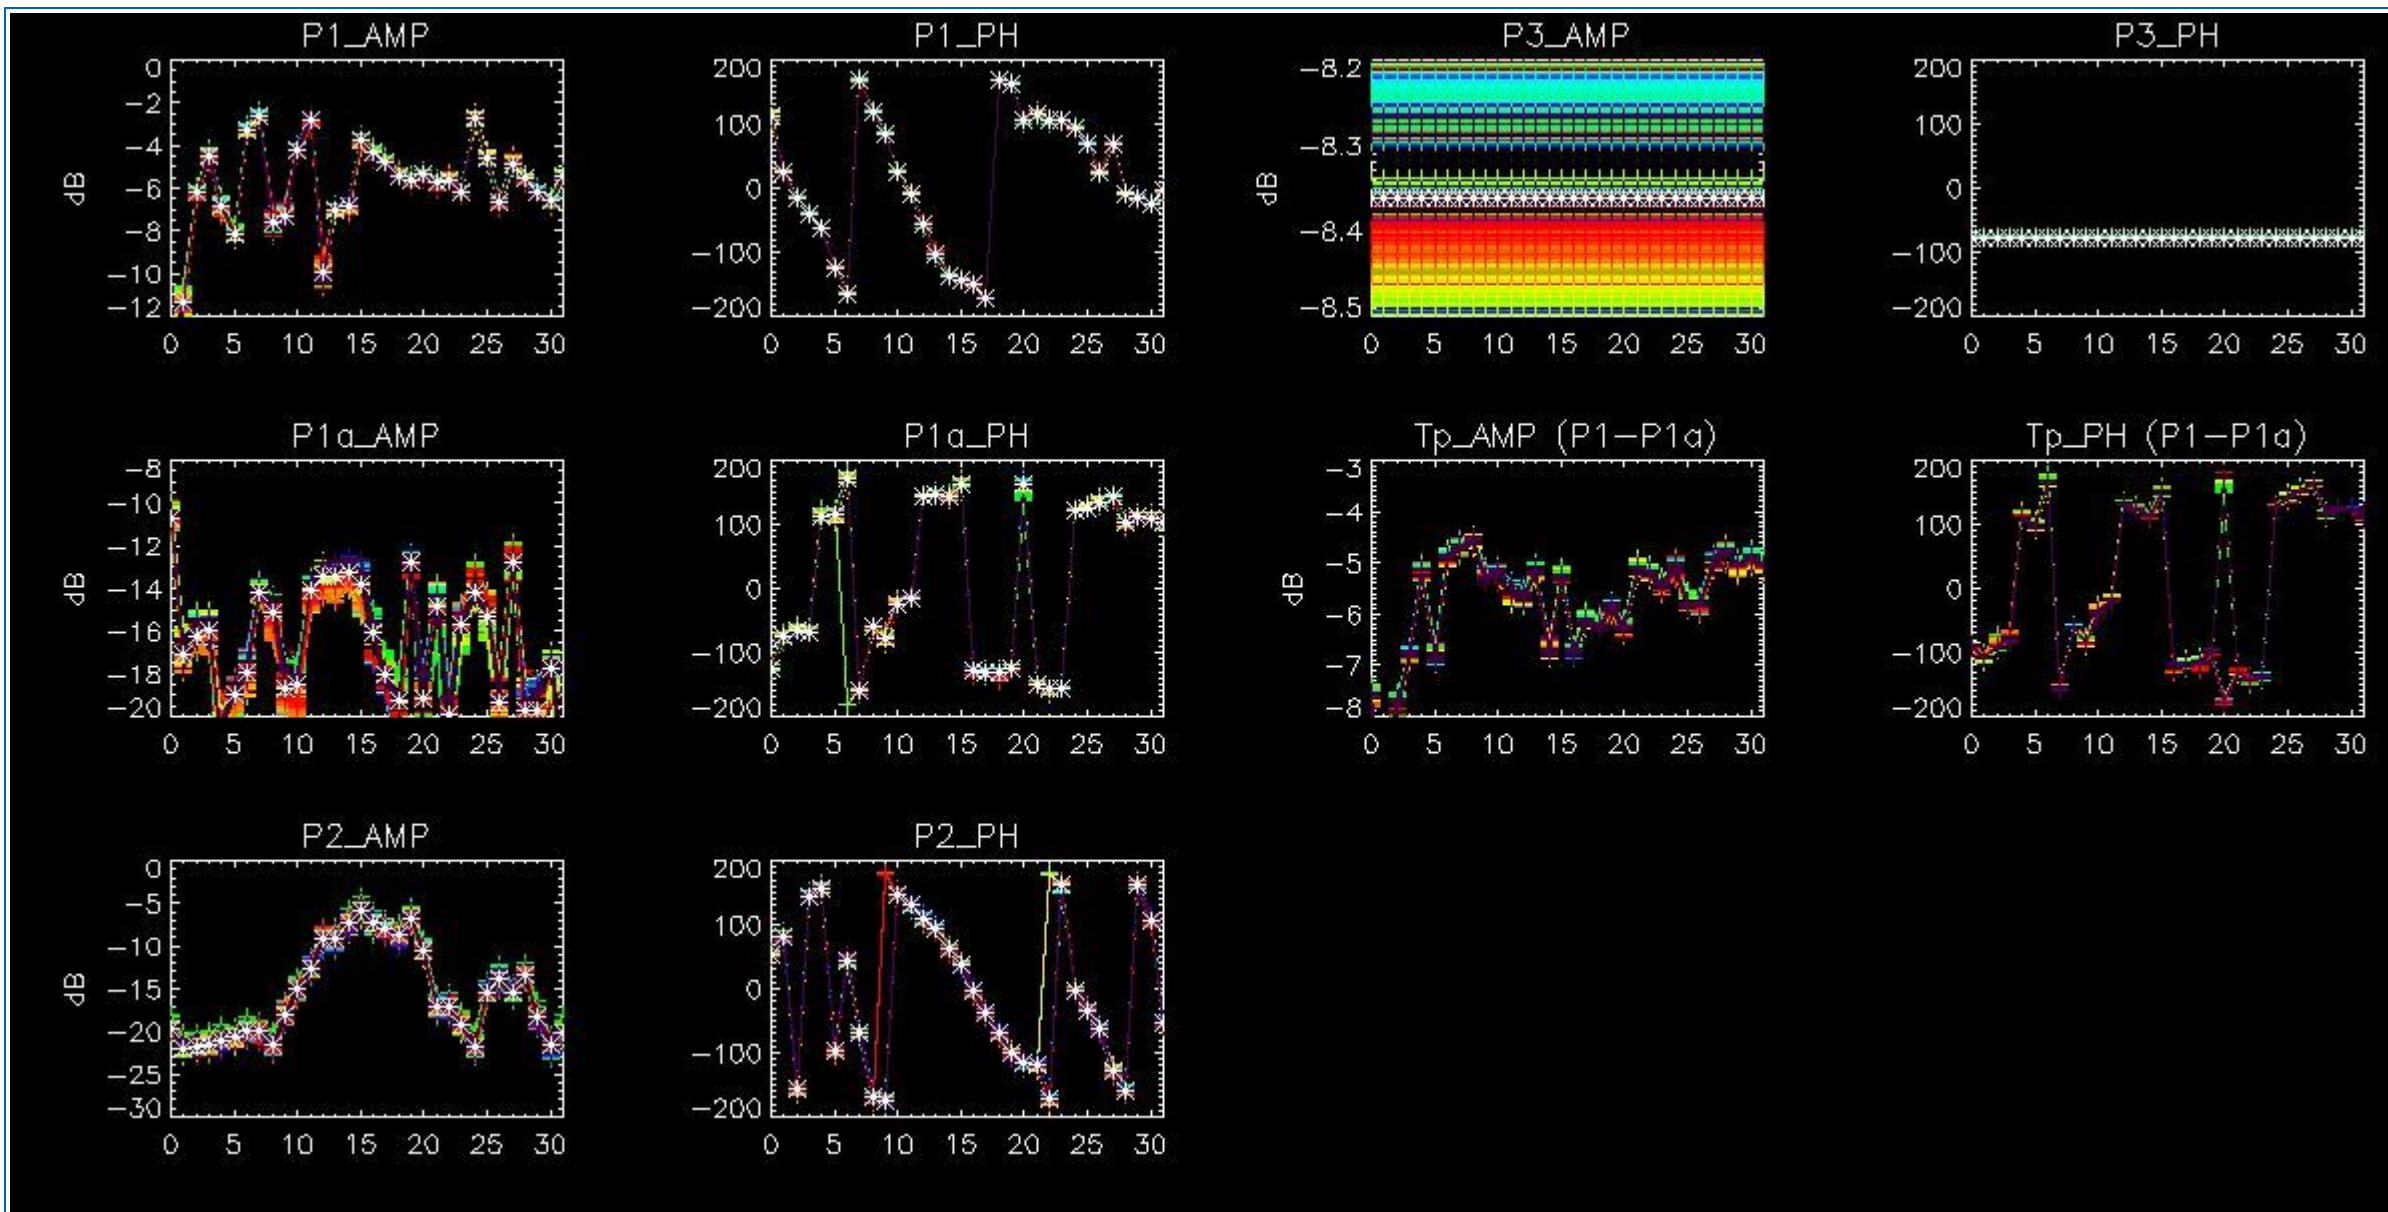 P1_AMP
0
−2
−4
−6
−8
−10
−12
dB
0 5 10 15 20 25 30
P1_PH
200
100
0
−100
−200
0 5 10 15 20 25 30
P3_AMP
−8.2
−8.3
−8.4
−8.5
dB
0 5 10 15 20 25 30
P3_PH
200
100
0
−100
−200
0 5 10 15 20 25 30
P1a_AMP
−8
−10
−12
−14
−16
−18
−20
dB
0 5 10 15 20 25 30
P1a_PH
200
100
0
−100
−200
0 5 10 15 20 25 30
Tp_AMP (P1−P1a)
−3
−4
−5
−6
−7
−8
dB
0 5 10 15 20 25 30
Tp_PH (P1−P1a)
200
100
0
−100
−200
0 5 10 15 20 25 30
P2_AMP
0
−5
−10
−15
−20
−25
−30
dB
0 5 10 15 20 25 30
P2_PH
200
100
0
−100
−200
0 5 10 15 20 25 30